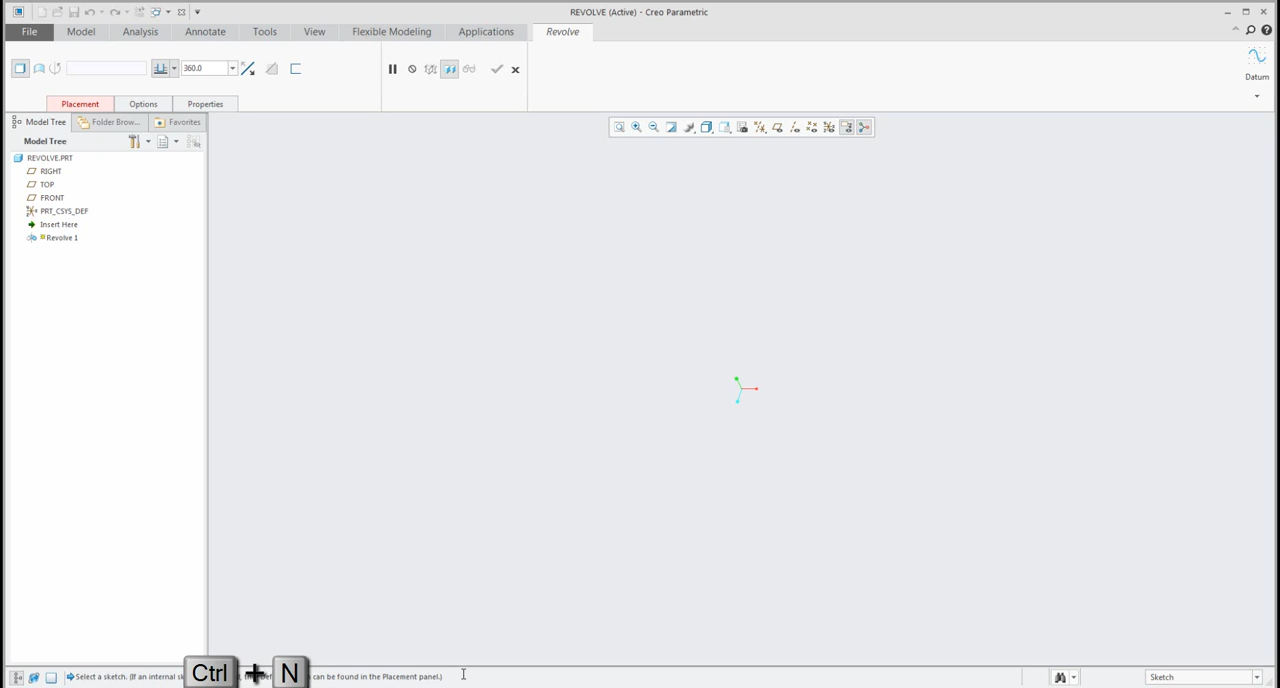 REVOLVE (Active) - Creo Parametric
File Model Analysis Annotate Tools View Flexible Modeling Applications Revolve
360.0
Datum
Placement Options Properties
Model Tree Folder Brow... Favorites
Model Tree
REVOLVE.PRT
RIGHT
TOP
FRONT
PRT_CSYS_DEF
Insert Here
Revolve 1
Ctrl + N
Select a sketch. (If an internal can be found in the Placement panel.)
Sketch